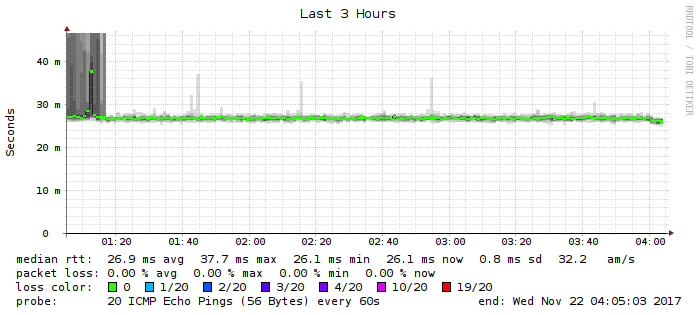 Last 3 Hours
RRDTOOL / TOBI OETIKER
Seconds
40 m
30 m
20 m
10 m
0
01:20 01:40 02:00 02:20 02:40 03:00 03:20 03:40 04:00
median rtt: 26.9 ms avg 37.7 ms max 26.1 ms min 26.1 ms now 0.8 ms sd 32.2 am/s
packet loss: 0.00 % avg 0.00 % max 0.00 % min 0.00 % now
loss color: 0 1/20 2/20 3/20 4/20 10/20 19/20
probe: 20 ICMP Echo Pings (56 Bytes) every 60s end: Wed Nov 22 04:05:03 2017